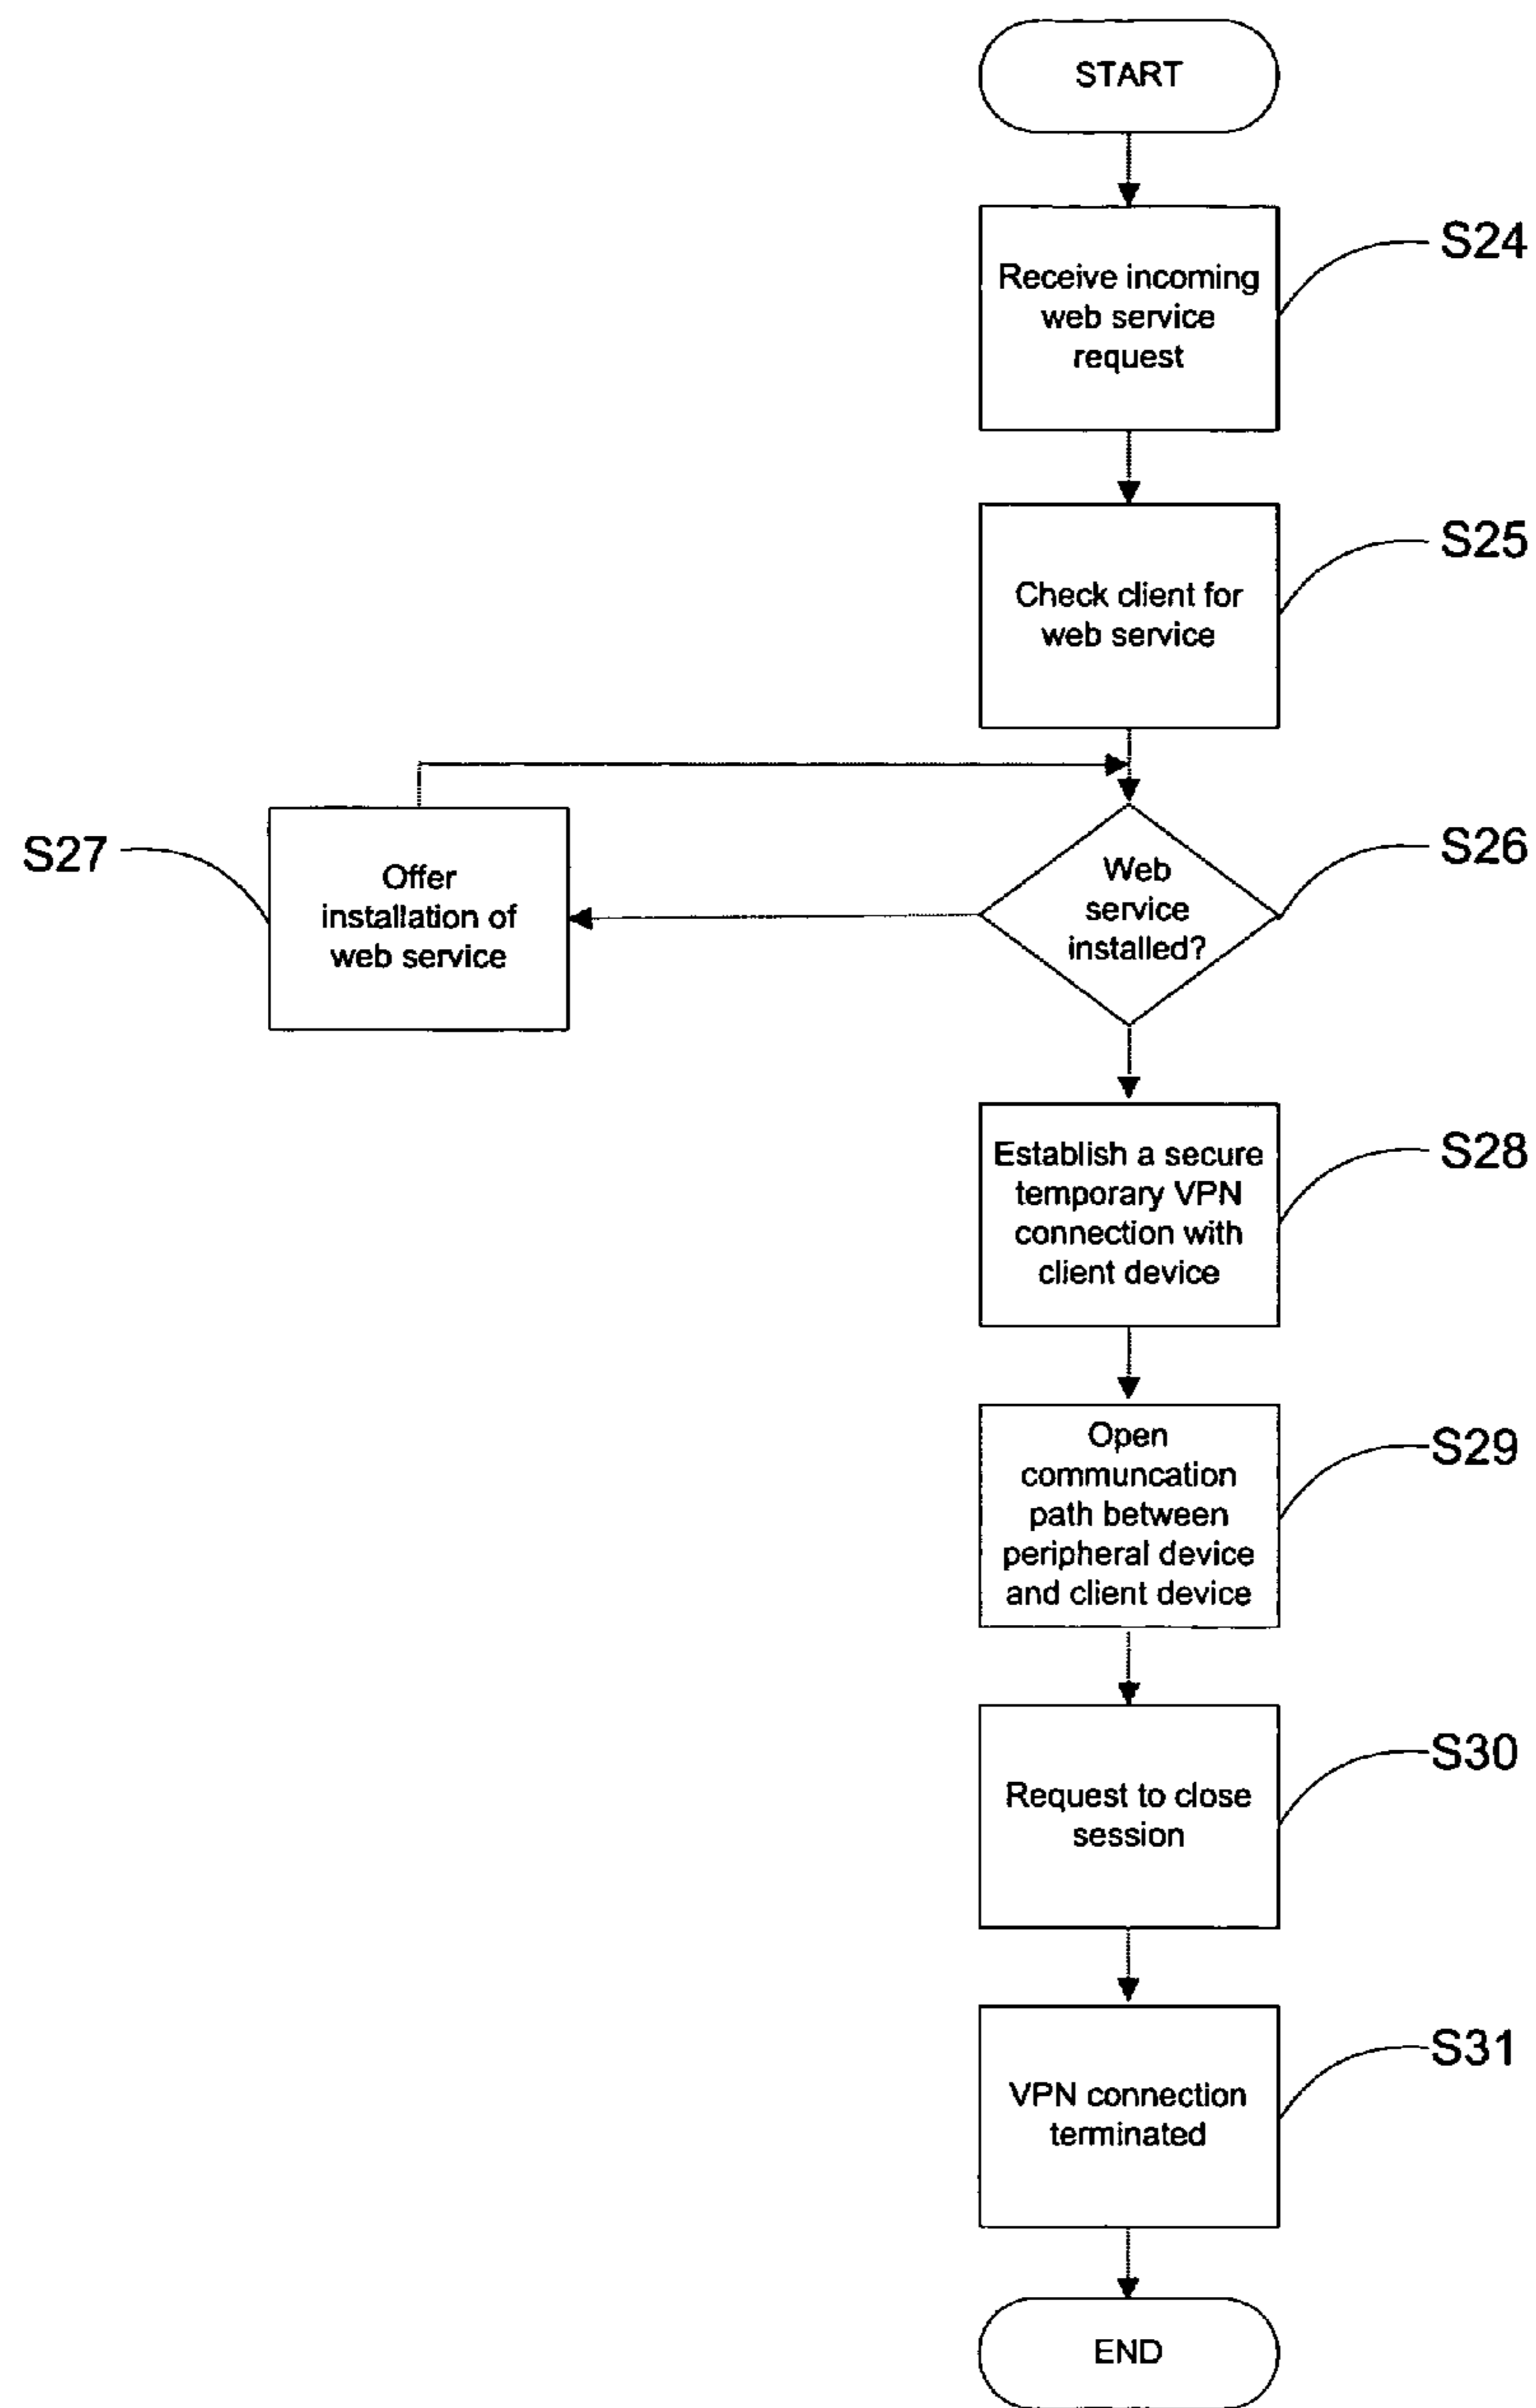 START
Receive incoming
web service
request
S24
Check client for
web service
S25
Web
service
installed?
S26
Offer
installation of
web service
S27
Establish a secure
temporary VPN
connection with
client device
S28
Open
communcation
path between
peripheral device
and client device
S29
Request to close
session
S30
VPN connection
terminated
S31
END